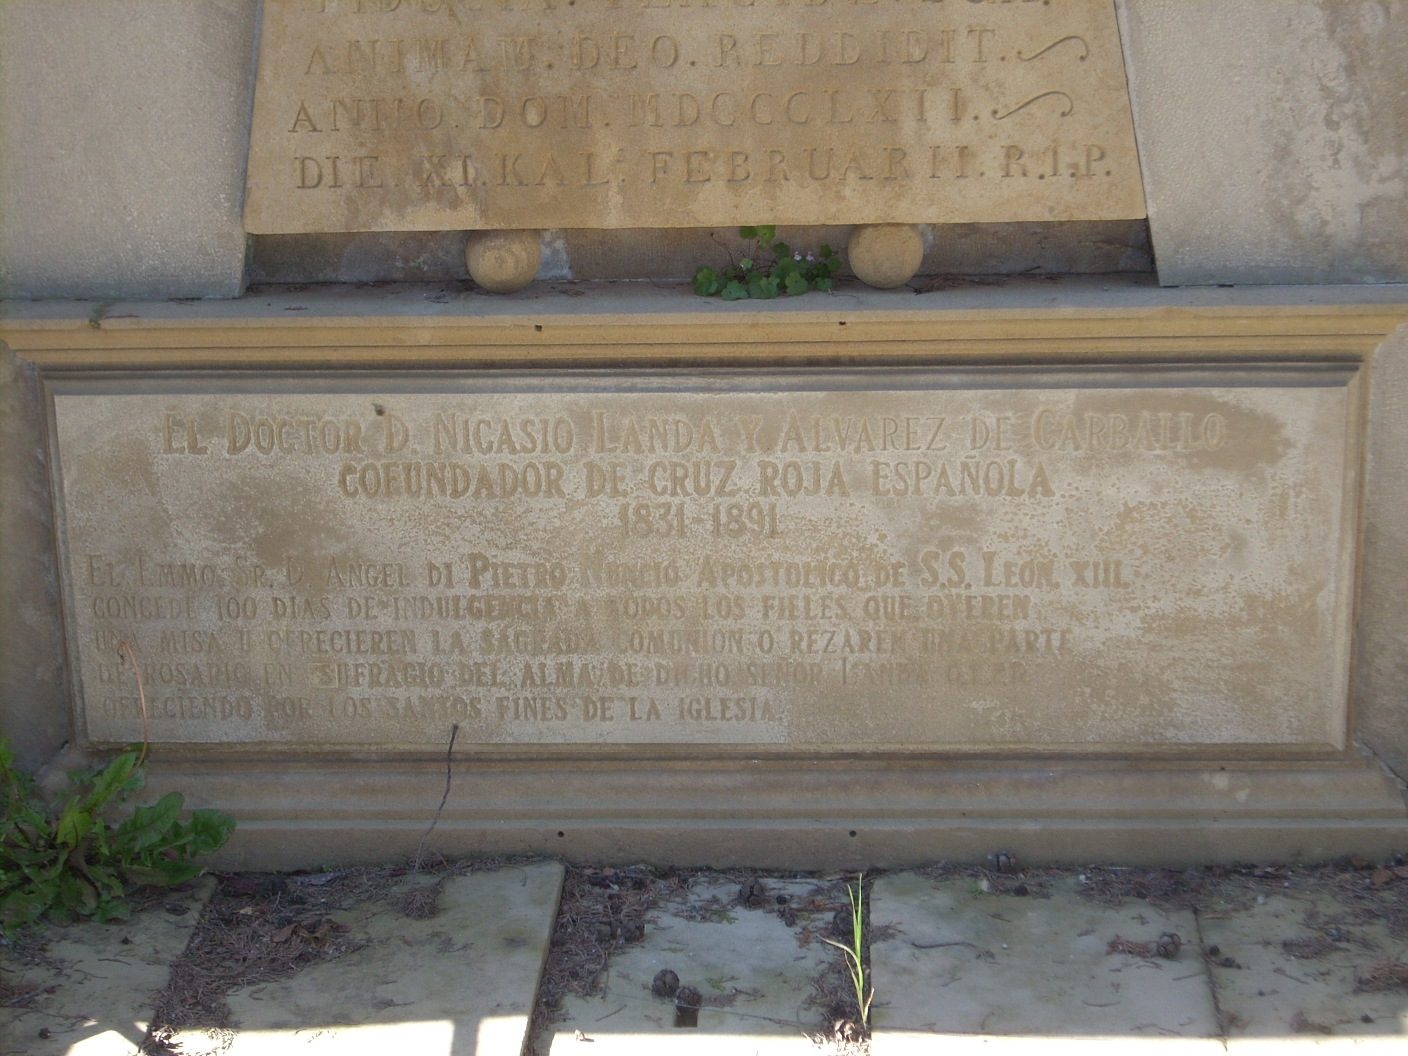 ANIMAM. DEO. REDDIDIT.
ANNO. DOM. MDCCCLXII.
DIE. XI. KAL. FEBRUARII. R.I.P.
EL DOCTOR D. NICASIO LANDA Y ALVAREZ DE CARBALLO
COFUNDADOR DE CRUZ ROJA ESPAÑOLA
1831-1891
EL EMMO. SR. D. ANGEL DI PIETRO NUNCIO APOSTOLICO DE S.S. LEON XIII
CONCEDE 100 DIAS DE INDULGENCIA A TODOS LOS FIELES QUE OYEREN
UNA MISA U OFRECIEREN LA SAGRADA COMUNION O REZAREN UNA PARTE
DE ROSARIO EN SUFRAGIO DEL ALMA DE DICHO SEÑOR LANDA
OFRECIENDO POR LOS SANTOS FINES DE LA IGLESIA.